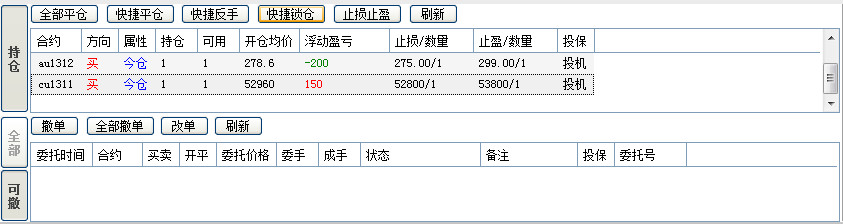 全部平仓 快捷平仓 快捷反手 快捷锁仓 止损止盈 刷新
持仓
合约 方向 属性 持仓 可用 开仓均价 浮动盈亏 止损/数量 止盈/数量 投保
au1312 买 今仓 1 1 278.6 -200 275.00/1 299.00/1 投机
cu1311 买 今仓 1 1 52960 150 52800/1 53800/1 投机
全部
撤单 全部撤单 改单 刷新
委托时间 合约 买卖 开平 委托价格 委手 成手 状态 备注 投保 委托号
可撤